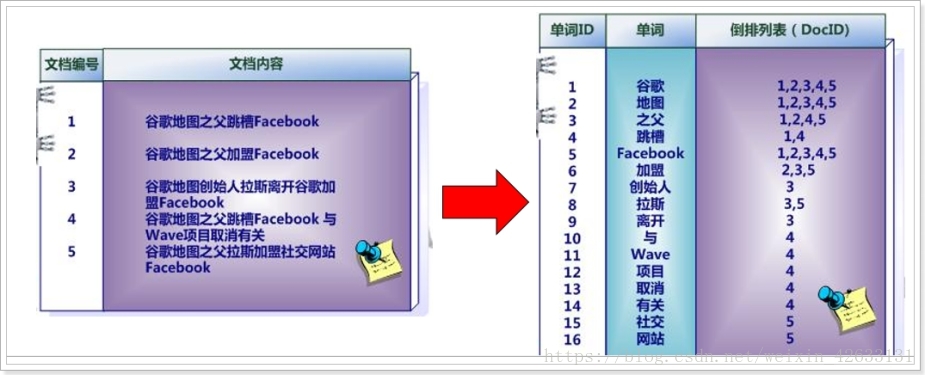 文档编号 文档内容
1 谷歌地图之父跳槽Facebook
2 谷歌地图之父加盟Facebook
3 谷歌地图创始人拉斯离开谷歌加
盟Facebook
4 谷歌地图之父跳槽Facebook 与
Wave项目取消有关
5 谷歌地图之父拉斯加盟社交网站
Facebook
单词ID 单词 倒排列表（DocID）
1 谷歌 1,2,3,4,5
2 地图 1,2,3,4,5
3 之父 1,2,4,5
4 跳槽 1,4
5 Facebook 1,2,3,4,5
6 加盟 2,3,5
7 创始人 3
8 拉斯 3,5
9 离开 3
10 与 4
11 Wave 4
12 项目 4
13 取消 4
14 有关 4
15 社交 5
16 网站 5
https://blog.csdn.net/weixin_42633131